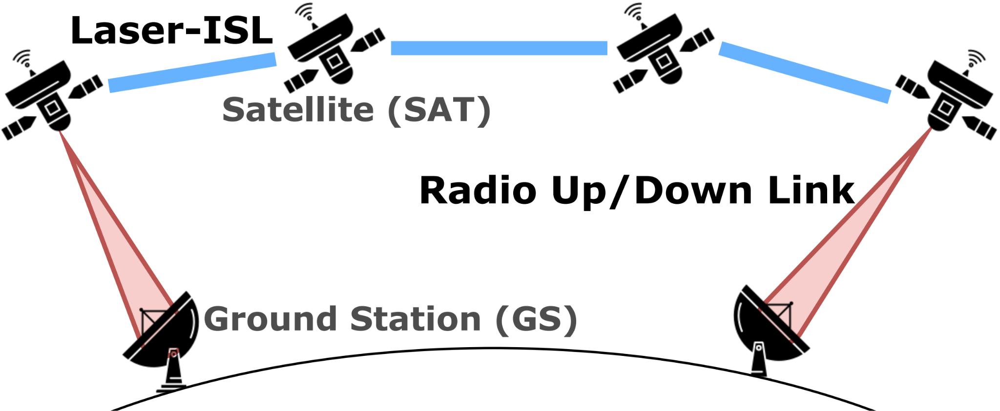 Laser-ISL
Satellite (SAT)
Radio Up/Down Link
Ground Station (GS)